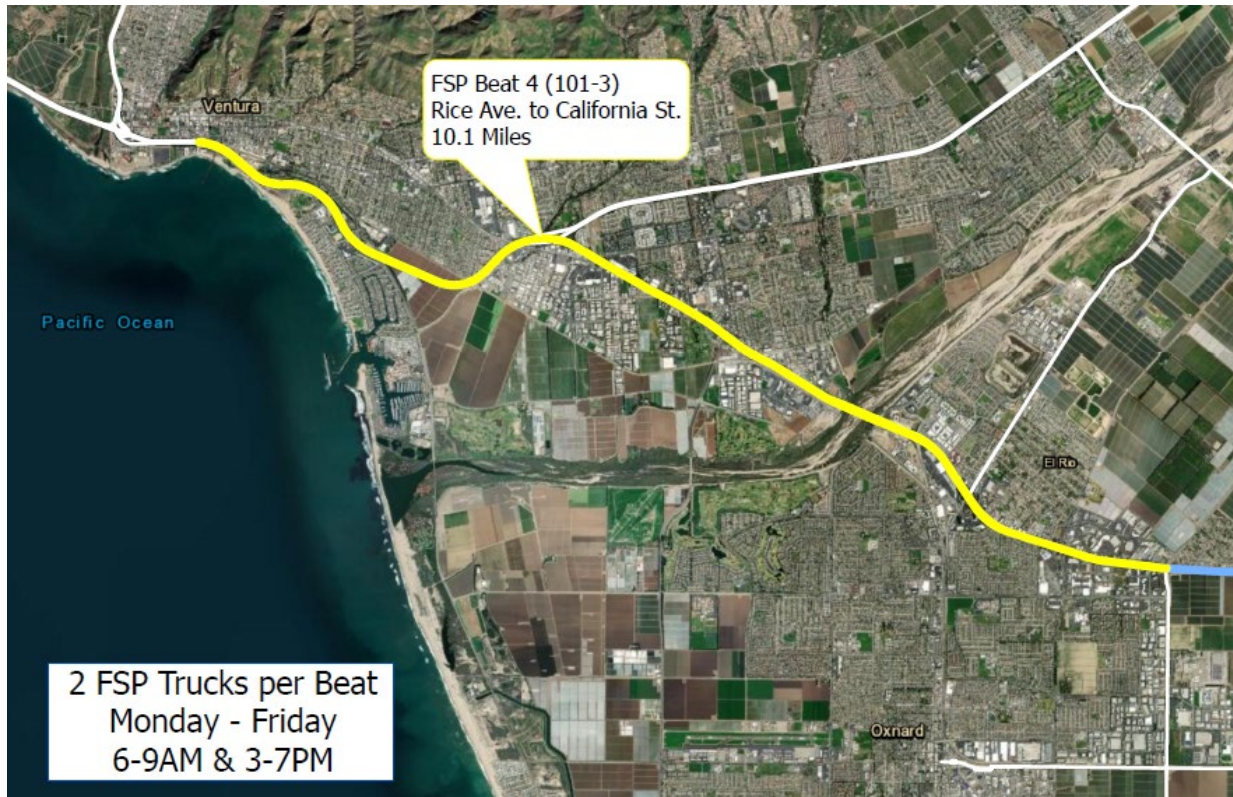 FSP Beat 4 (101-3)
Rice Ave. to California St.
10.1 Miles
Ventura
Pacific Ocean
El Rio
Oxnard
2 FSP Trucks per Beat
Monday - Friday
6-9AM & 3-7PM